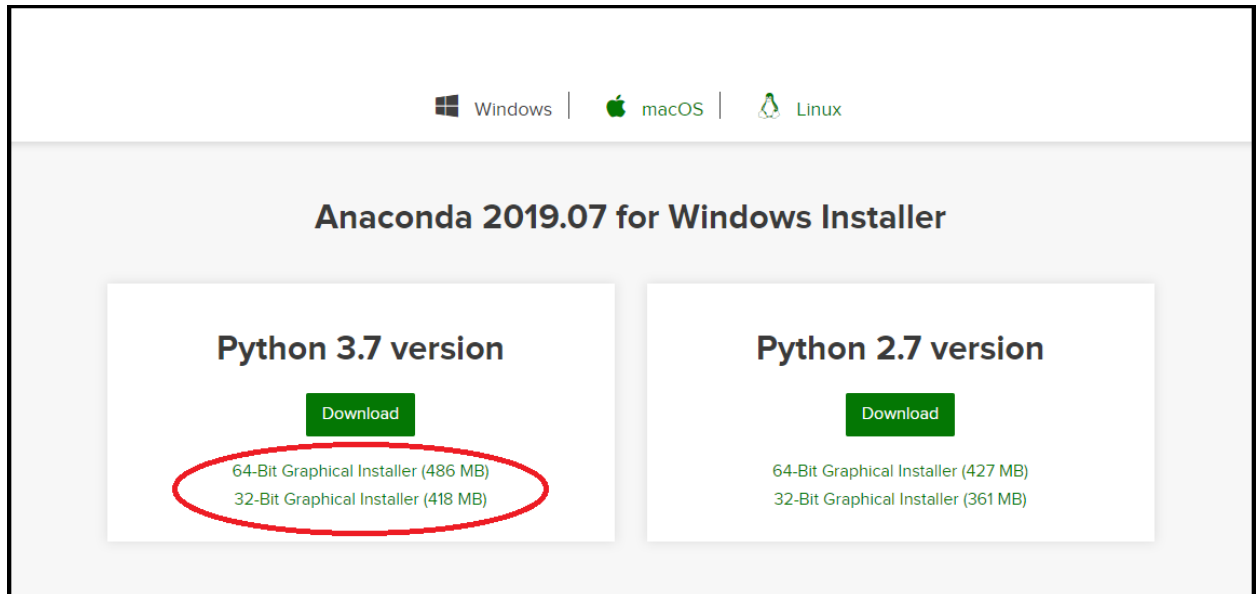 Windows macOS Linux
Anaconda 2019.07 for Windows Installer
Python 3.7 version
Download
64-Bit Graphical Installer (486 MB)
32-Bit Graphical Installer (418 MB)
Python 2.7 version
Download
64-Bit Graphical Installer (427 MB)
32-Bit Graphical Installer (361 MB)